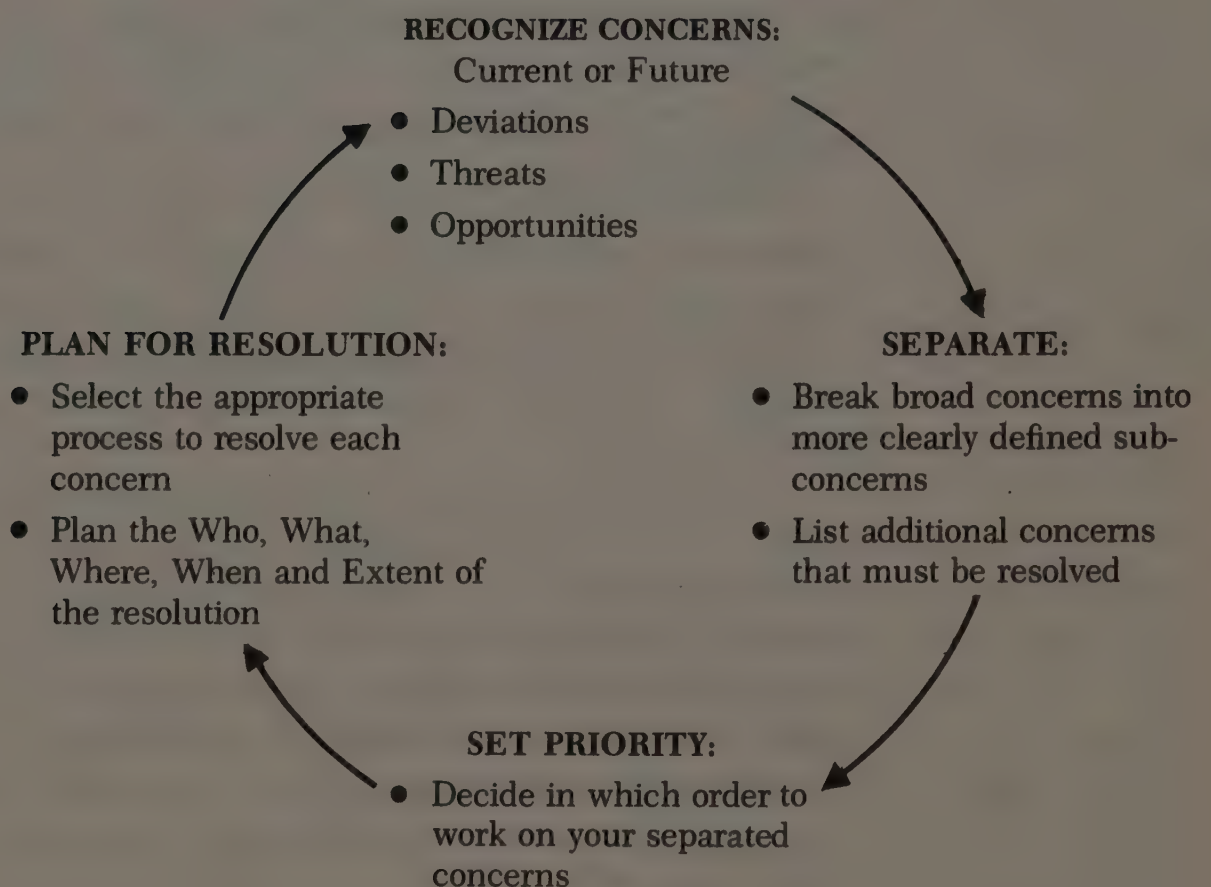 RECOGNIZE CONCERNS:
Current or Future
• Deviations
• Threats
• Opportunities
SEPARATE:
• Break broad concerns into
more clearly defined sub-
concerns
• List additional concerns
that must be resolved
SET PRIORITY:
• Decide in which order to
work on your separated
concerns
PLAN FOR RESOLUTION:
• Select the appropriate
process to resolve each
concern
• Plan the Who, What,
Where, When and Extent of
the resolution